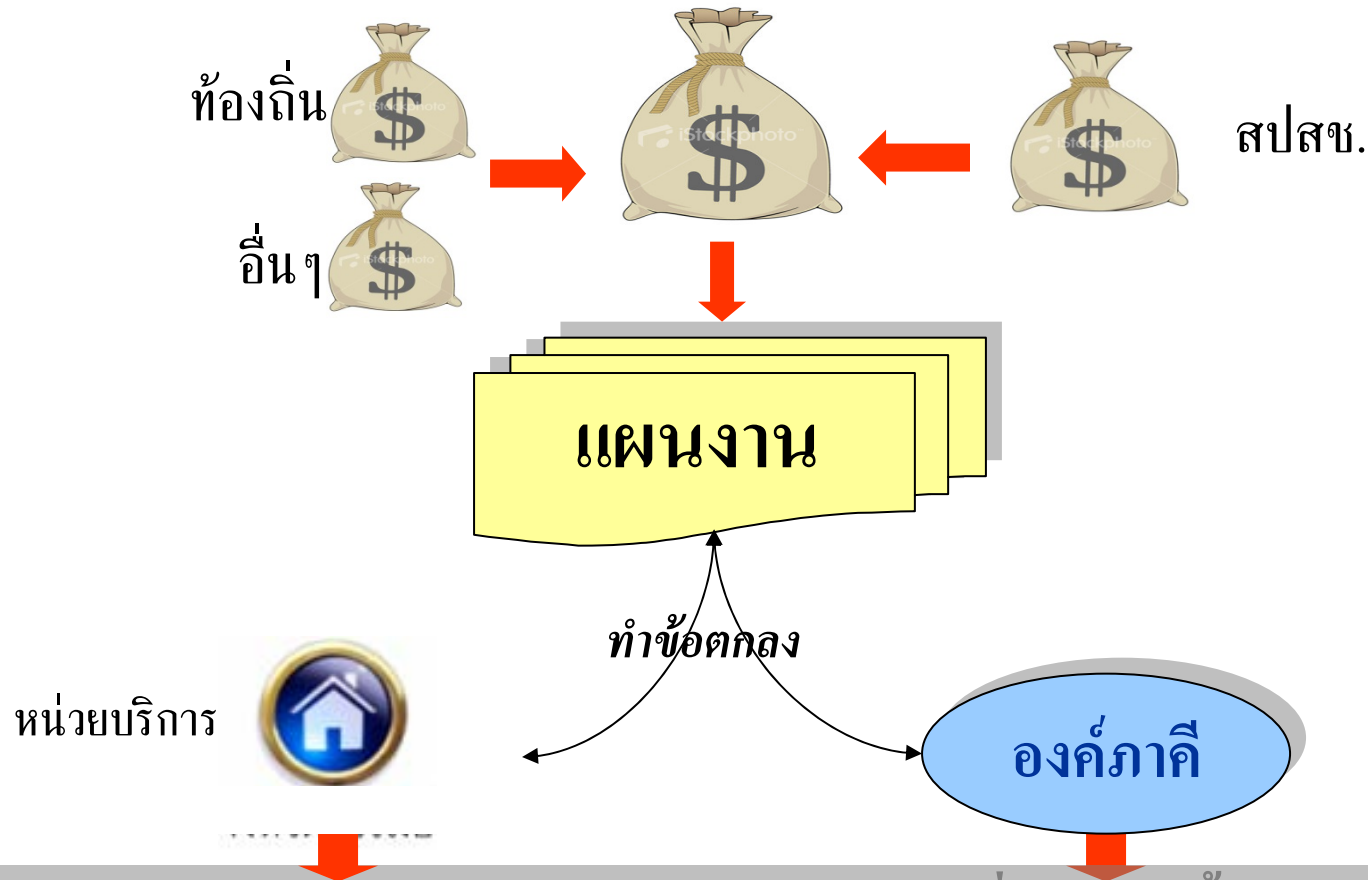 ท้องถิ่น
สปสช.
อื่นๆ
แผนงาน
ทำข้อตกลง
หน่วยบริการ
องค์ภาคี
iStockphoto
iStockphoto